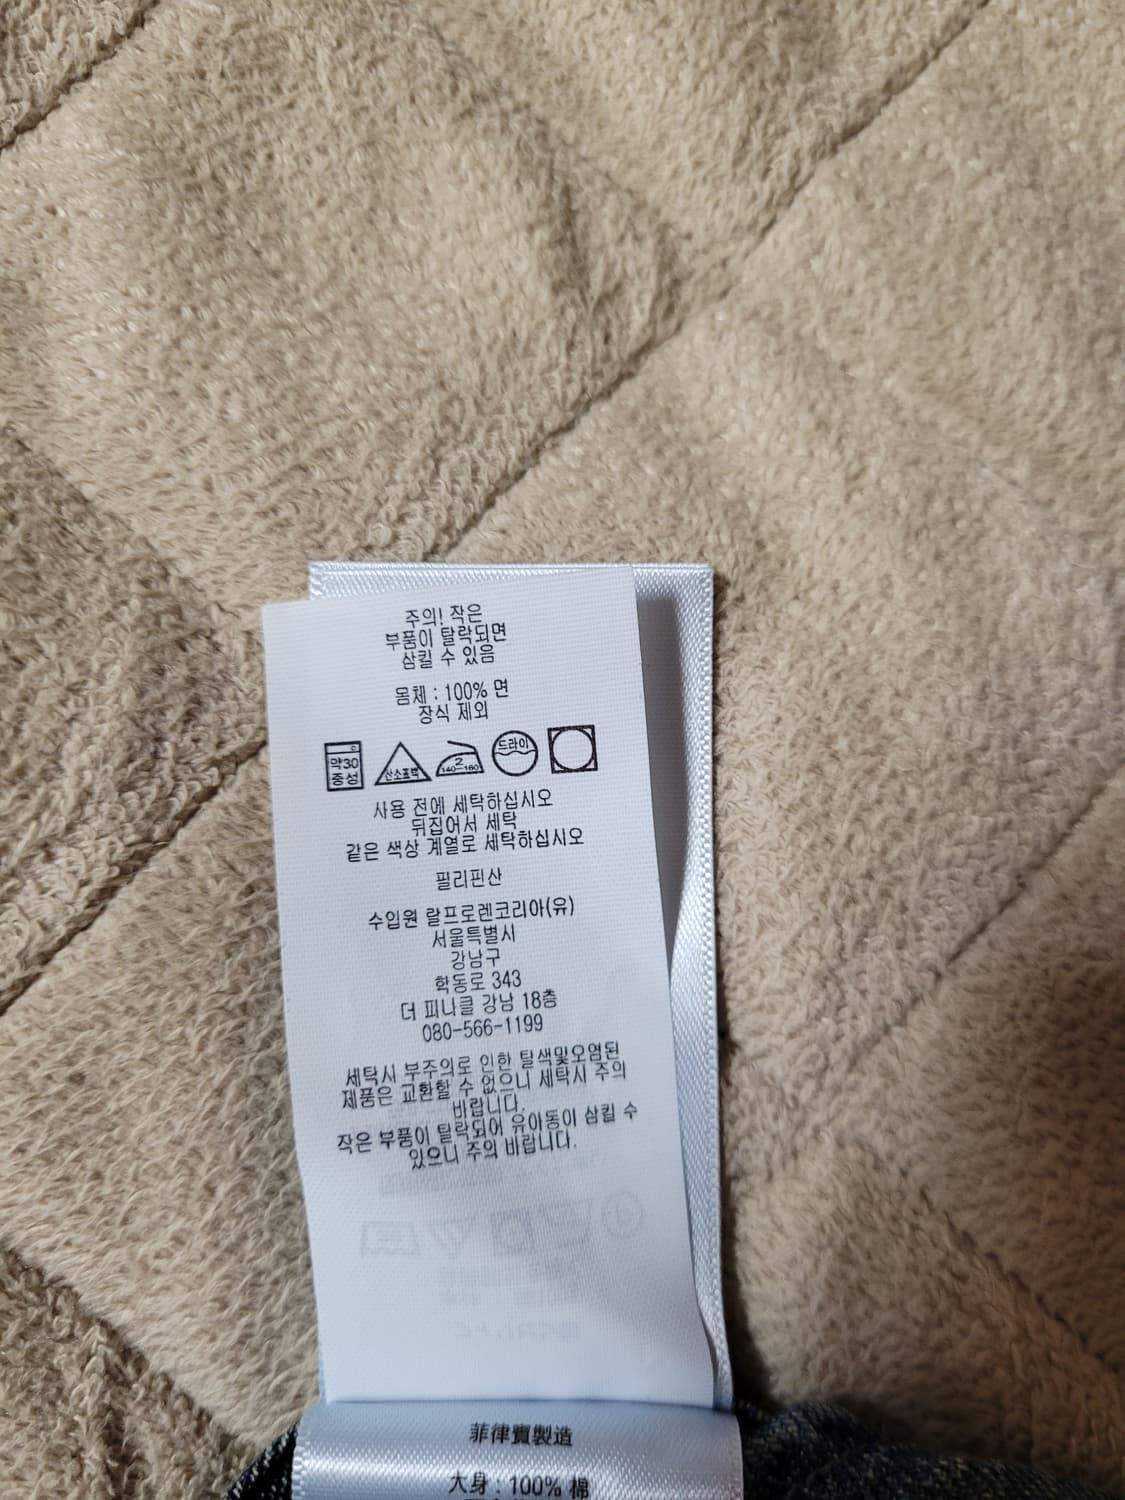 주의! 작은
부품이 탈락되면
삼킬 수 있음
몸체 : 100% 면
장식 제외
약30
중성
산소표백
2
140–160
드라이
사용 전에 세탁하십시오
뒤집어서 세탁
같은 색상 계열로 세탁하십시오
필리핀산
수입원 랄프로렌코리아(유)
서울특별시
강남구
학동로 343
더 피나클 강남 18층
080-566-1199
세탁시 부주의로 인한 탈색및오염된
제품은 교환할 수 없으니 세탁시 주의
바랍니다.
작은 부품이 탈락되어 유아동이 삼킬 수
있으니 주의 바랍니다.
菲律賓製造
大身 : 100% 棉